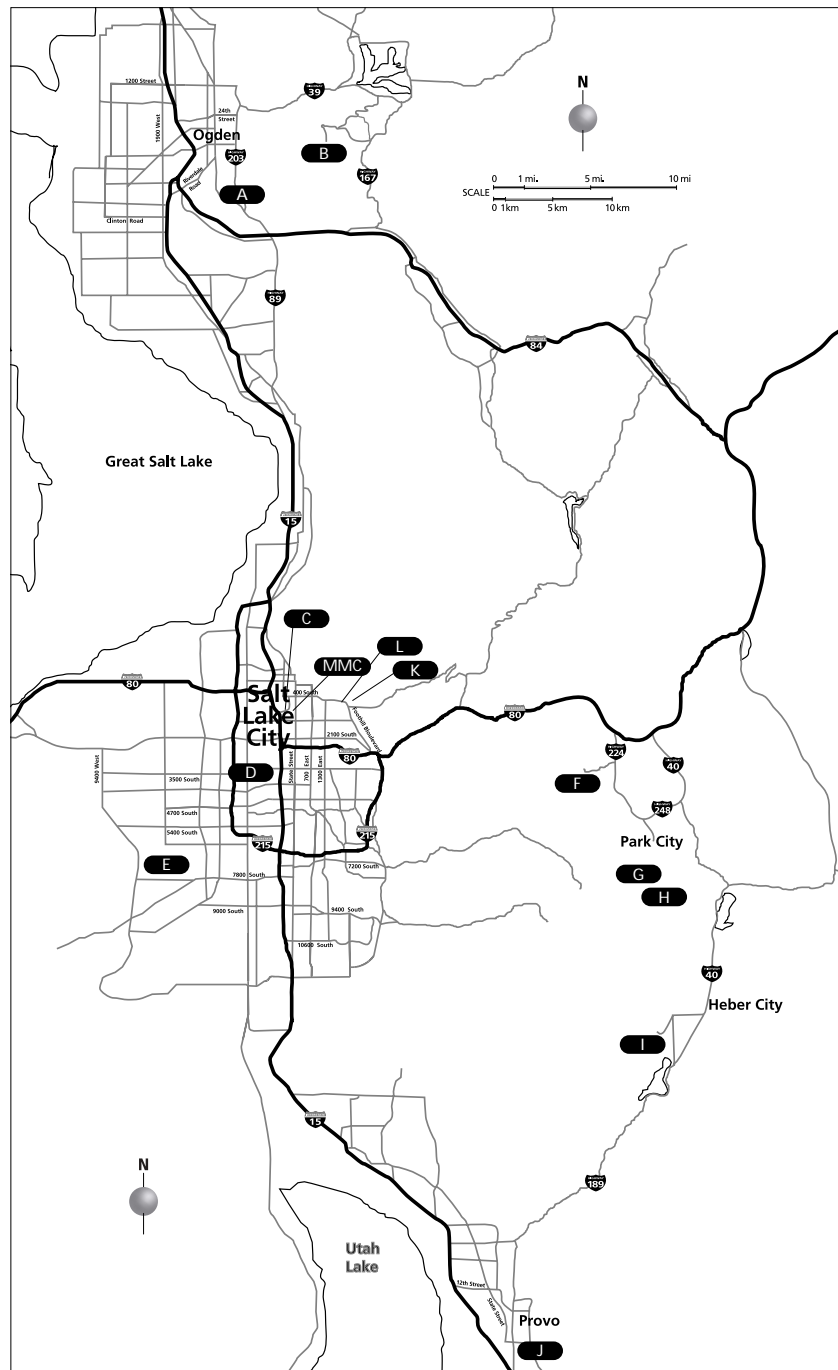 1200 Street
39
N
24th
Street
1900 West
Ogden
B
203
167
Riverdale
Road
A
0 1 mi. 5 mi. 10 mi
SCALE
0 1km 5 km 10 km
Clinton Road
89
84
Great Salt Lake
15
C
L
MMC
K
80
400 South
Salt
Lake
City
Foothill Bloulevard
80
2100 South
State Street
700 East
1300 East
80
224
40
9400 West
3500 South
D
F
248
4700 South
5400 South
215
215
Park City
E
7200 South
7800 South
G
H
9000 South
9400 South
10600 South
40
Heber City
I
15
N
189
Utah
Lake
12th Street
State Street
Provo
J